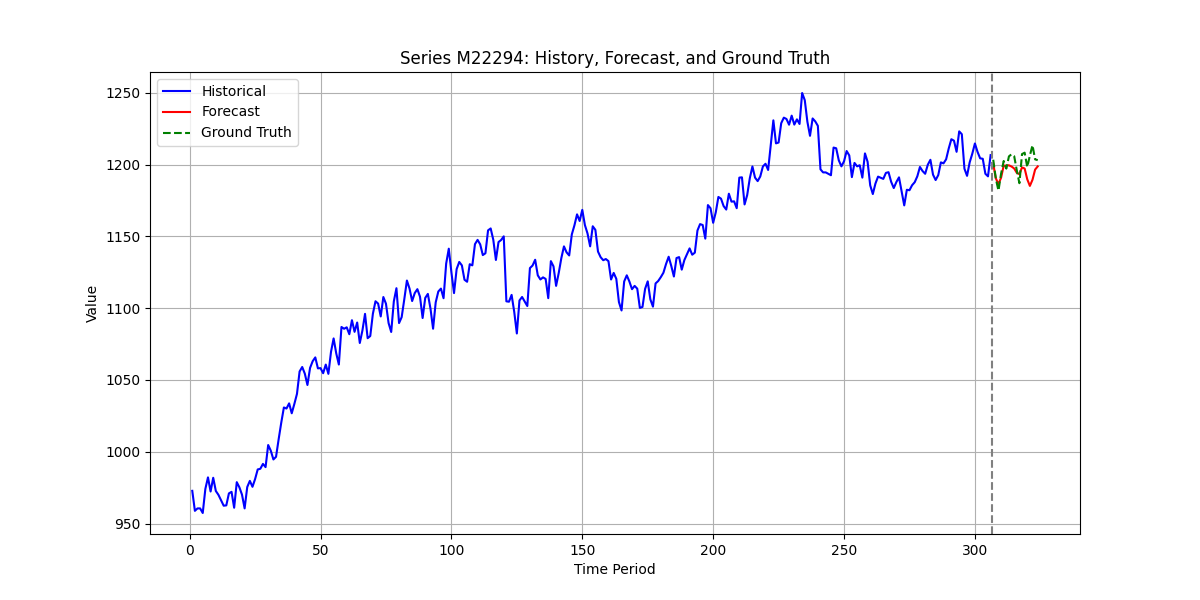 Series M22294: History, Forecast, and Ground Truth
Historical
Forecast
Ground Truth
1250
1200
1150
1100
1050
1000
950
Value
0
50
100
150
200
250
300
Time Period